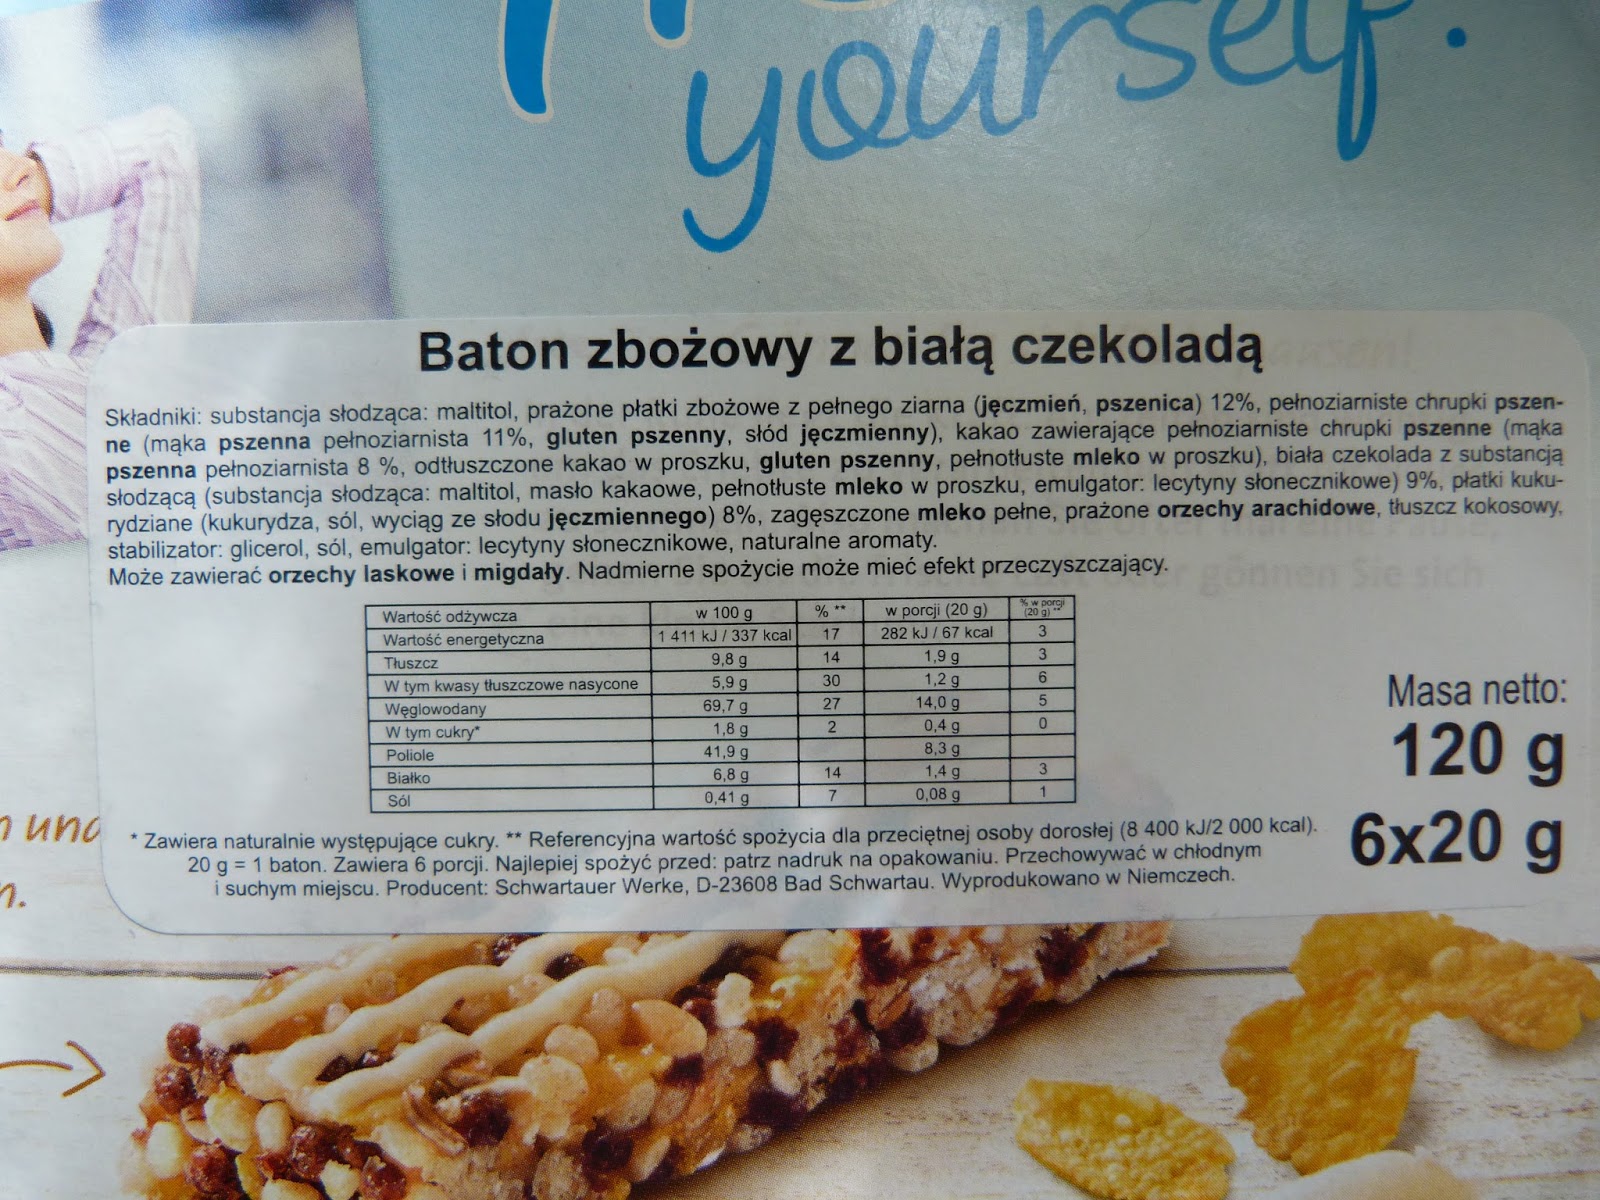 yourself.
Baton zbożowy z białą czekoladą
Składniki: substancja słodząca: maltitol, prażone płatki zbożowe z pełnego ziarna (jęczmień, pszenica) 12%, pełnoziarniste chrupki pszen-
ne (mąka pszenna pełnoziarnista 11%, gluten pszenny, słód jęczmienny), kakao zawierające pełnoziarniste chrupki pszenne (mąka
pszenna pełnoziarnista 8 %, odtłuszczone kakao w proszku, gluten pszenny, pełnotłuste mleko w proszku), biała czekolada z substancją
słodzącą (substancja słodząca: maltitol, masło kakaowe, pełnotłuste mleko w proszku, emulgator: lecytyny słonecznikowe) 9%, płatki kuku-
rydziane (kukurydza, sól, wyciąg ze słodu jęczmiennego) 8%, zagęszczone mleko pełne, prażone orzechy arachidowe, tłuszcz kokosowy,
stabilizator: glicerol, sól, emulgator: lecytyny słonecznikowe, naturalne aromaty.
Może zawierać orzechy laskowe i migdały. Nadmierne spożycie może mieć efekt przeczyszczający.
gönnen Sie sich
Wartość odżywcza w 100 g % ** w porcji (20 g) % w porcji (20 g) **
Wartość energetyczna 1 411 kJ / 337 kcal 17 282 kJ / 67 kcal 3
Tłuszcz 9,8 g 14 1,9 g 3
W tym kwasy tłuszczowe nasycone 5,9 g 30 1,2 g 6
Węglowodany 69,7 g 27 14,0 g 5
W tym cukry* 1,8 g 2 0,4 g 0
Poliole 41,9 g 8,3 g
Białko 6,8 g 14 1,4 g 3
Sól 0,41 g 7 0,08 g 1
Masa netto:
120 g
6x20 g
und
* Zawiera naturalnie występujące cukry. ** Referencyjna wartość spożycia dla przeciętnej osoby dorosłej (8 400 kJ/2 000 kcal).
20 g = 1 baton. Zawiera 6 porcji. Najlepiej spożyć przed: patrz nadruk na opakowaniu. Przechowywać w chłodnym
i suchym miejscu. Producent: Schwartauer Werke, D-23608 Bad Schwartau. Wyprodukowano w Niemczech.